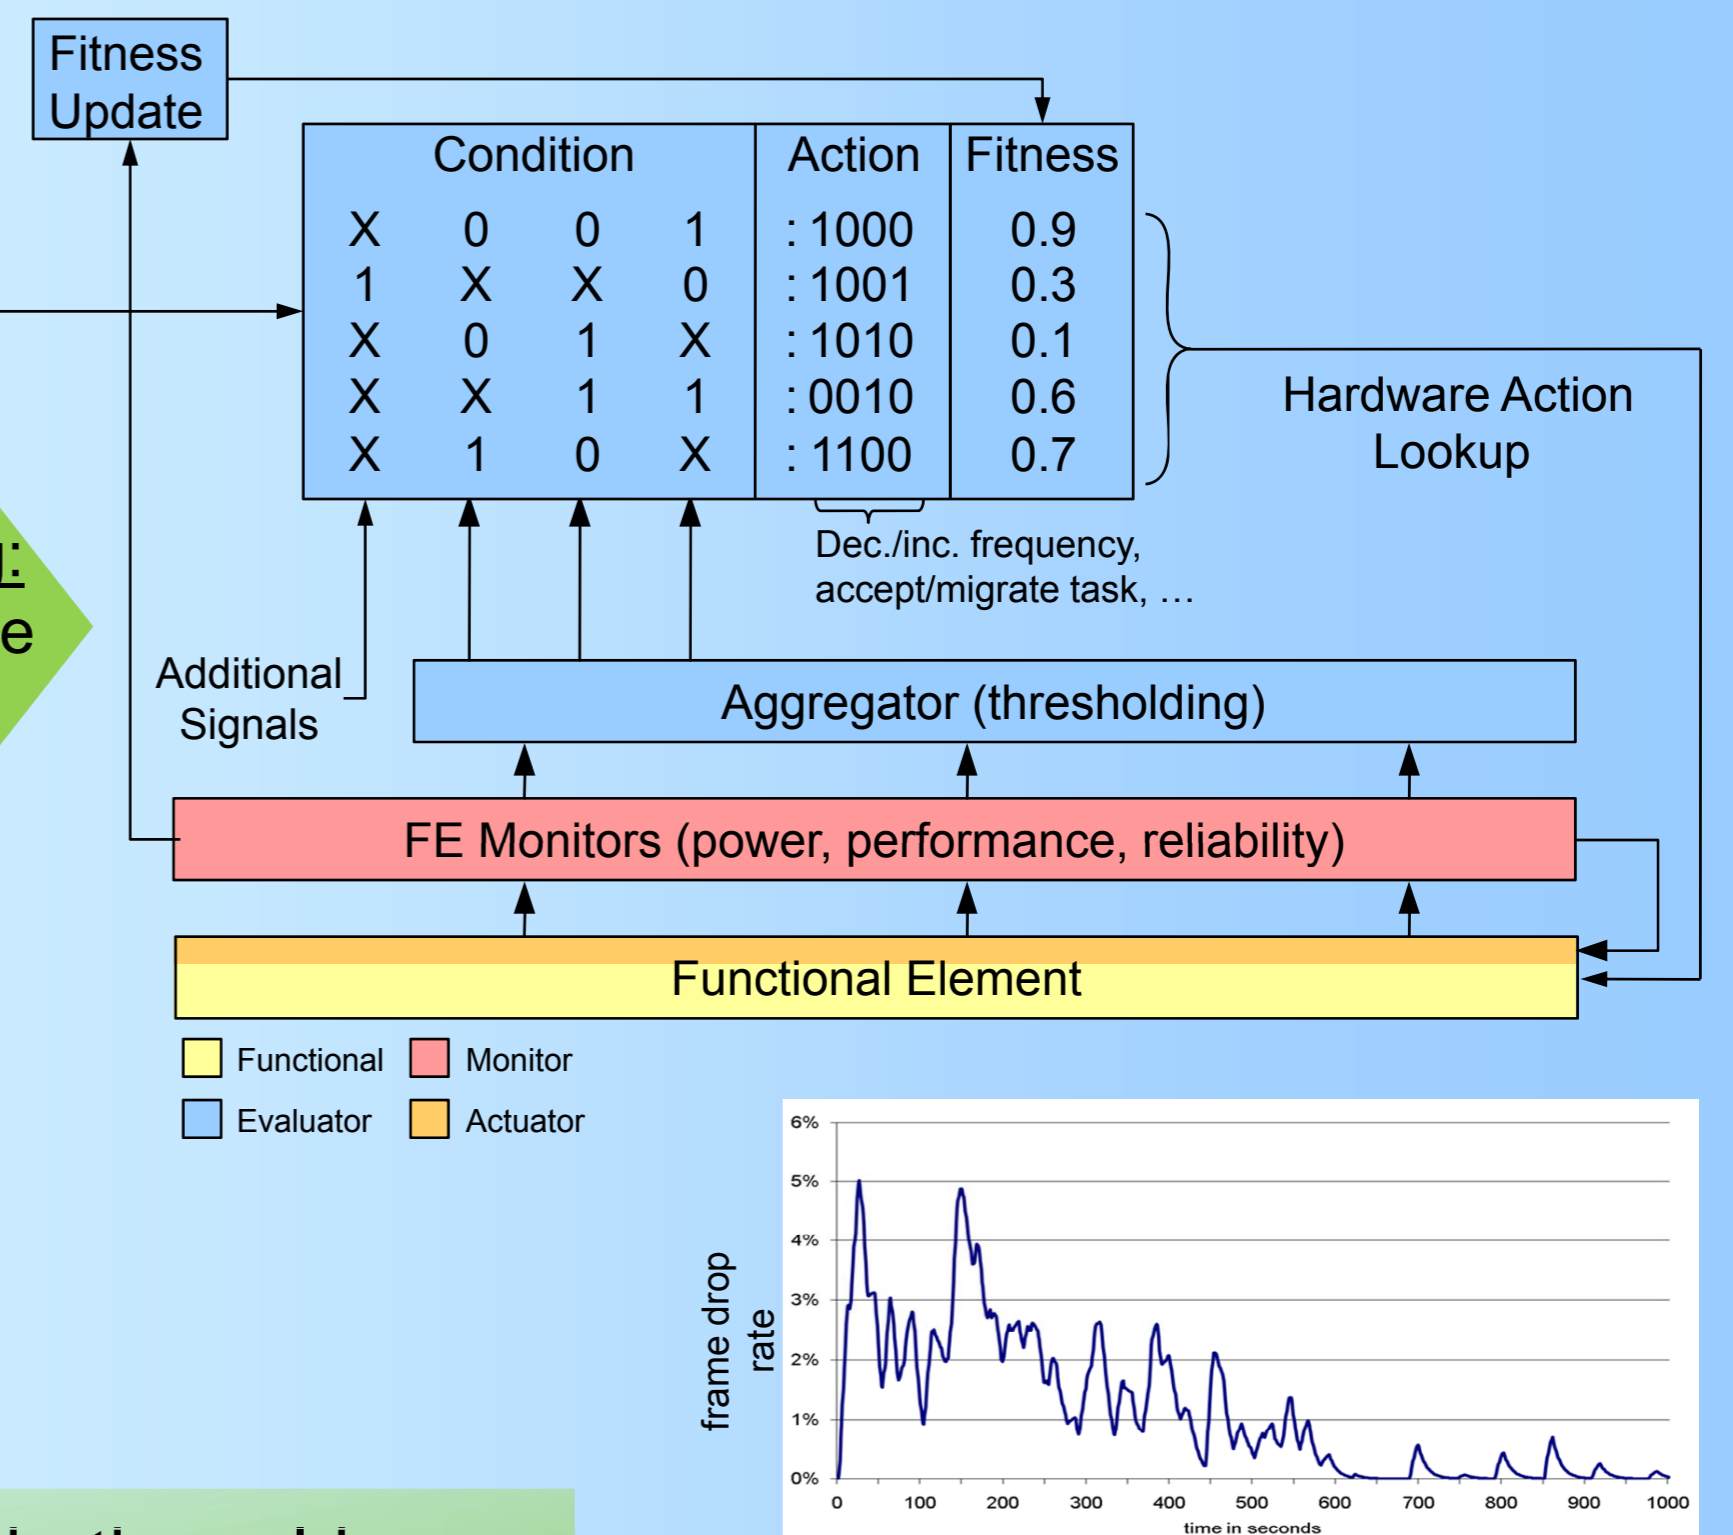 Fitness
Update
Condition Action Fitness
X 0 0 1 : 1000 0.9
1 X X 0 : 1001 0.3
X 0 1 X : 1010 0.1
X X 1 1 : 0010 0.6
X 1 0 X : 1100 0.7
Hardware Action
Lookup
Dec./inc. frequency,
accept/migrate task, …
Additional
Signals
Aggregator (thresholding)
FE Monitors (power, performance, reliability)
Functional Element
Functional Monitor
Evaluator Actuator
frame drop
rate
6%
5%
4%
3%
2%
1%
0%
0 100 200 300 400 500 600 700 800 900 1000
time in seconds